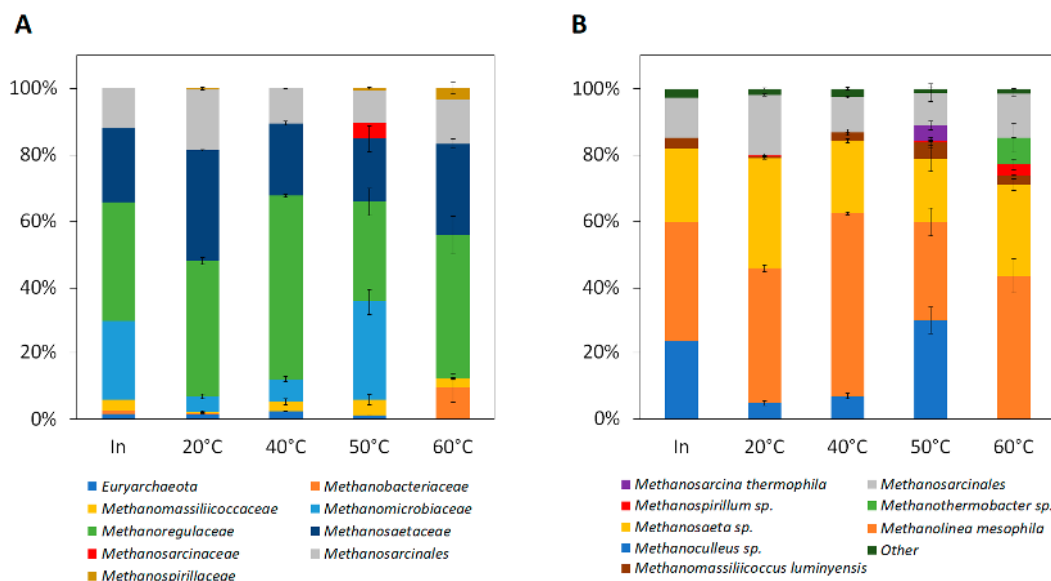 A
100%
80%
60%
40%
20%
0%
In 20°C 40°C 50°C 60°C
Euryarchaeota Methanobacteriaceae
Methanomassiliicoccaceae Methanomicrobiaceae
Methanoregulaceae Methanosaetaceae
Methanosarcinaceae Methanosarcinales
Methanospirillaceae
B
100%
80%
60%
40%
20%
0%
In 20°C 40°C 50°C 60°C
Methanosarcina thermophila Methanosarcinales
Methanospirillum sp. Methanothermobacter sp.
Methanosaeta sp. Methanolinea mesophila
Methanoculleus sp. Other
Methanomassiliicoccus luminyensis